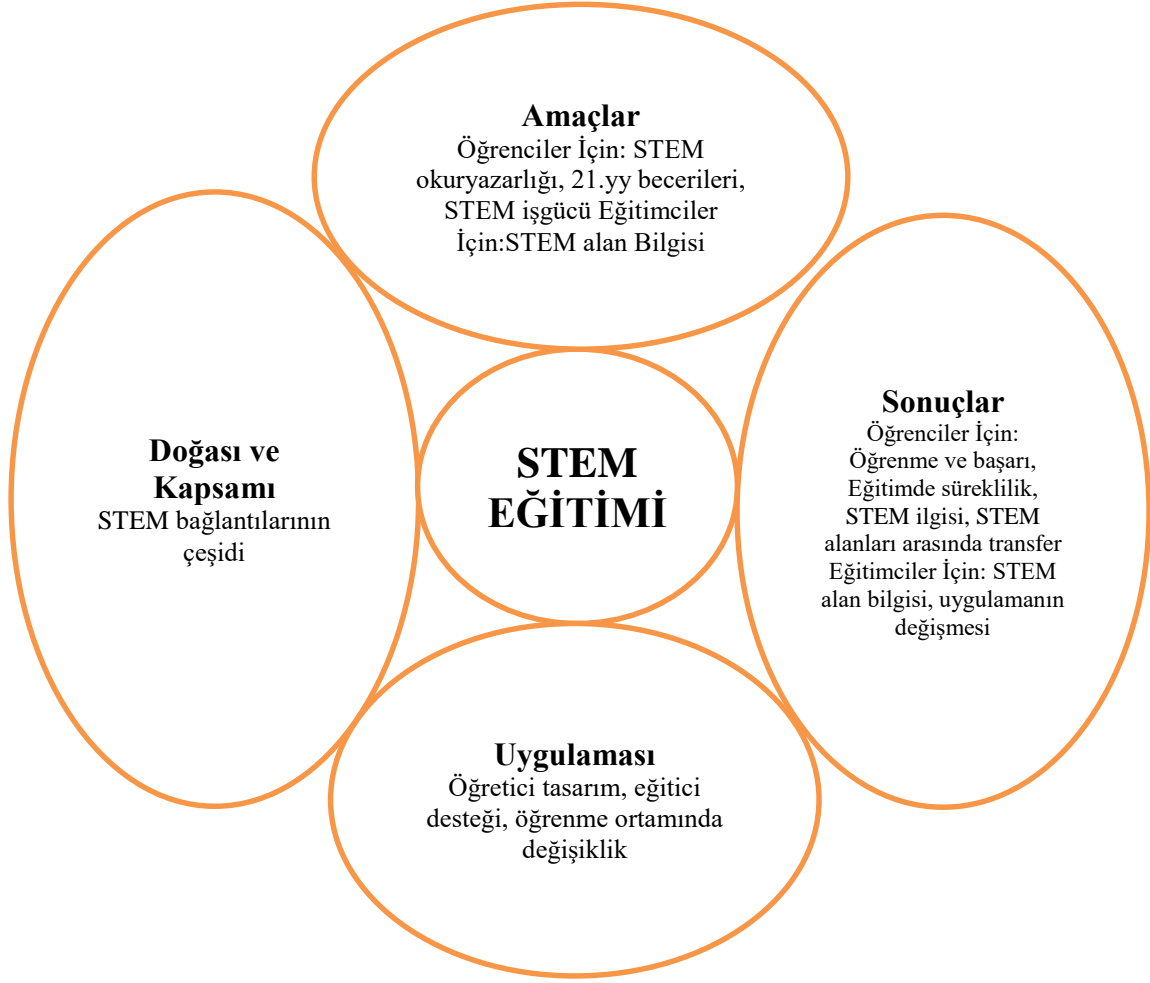 Amaçlar
Öğrenciler İçin: STEM
okuryazarlığı, 21.yy becerileri,
STEM işgücü Eğitimciler
İçin:STEM alan Bilgisi
Doğası ve
Kapsamı
STEM bağlantılarının
çeşidi
STEM
EĞİTİMİ
Sonuçlar
Öğrenciler İçin:
Öğrenme ve başarı,
Eğitimde süreklilik,
STEM ilgisi, STEM
alanları arasında transfer
Eğitimciler İçin: STEM
alan bilgisi, uygulamanın
değişmesi
Uygulaması
Öğretici tasarım, eğitici
desteği, öğrenme ortamında
değişiklik